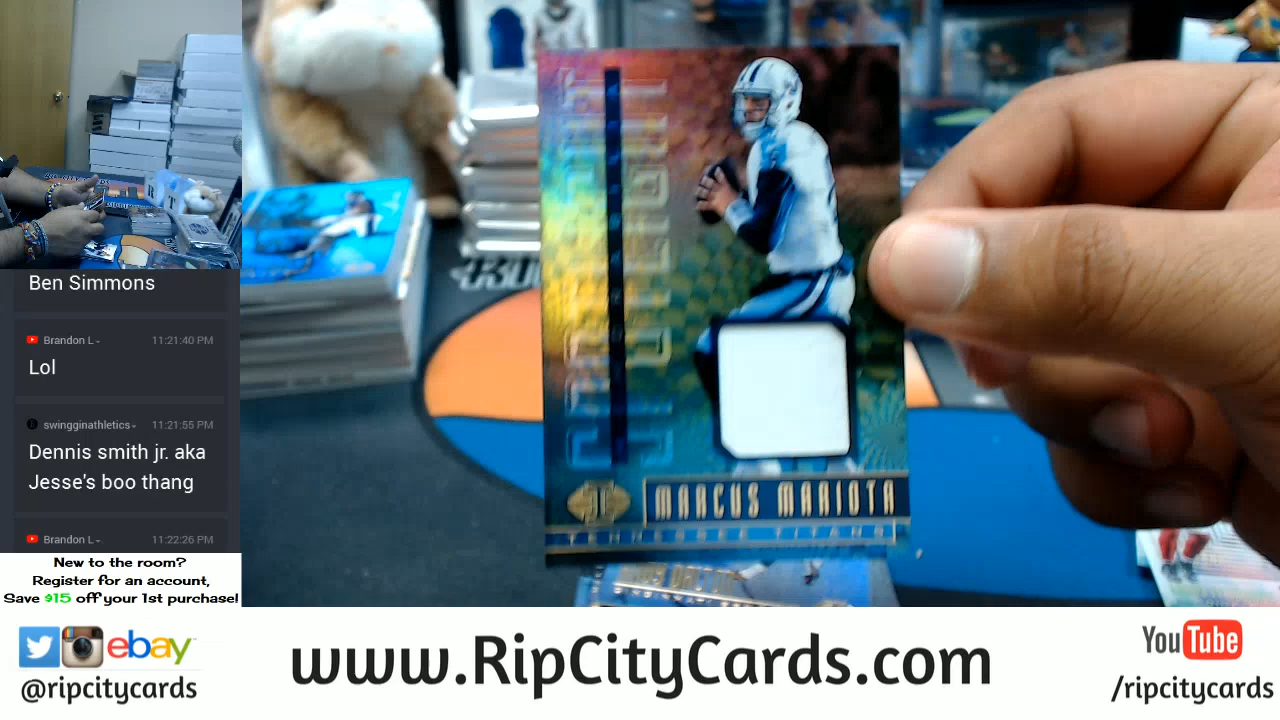 Ben Simmons
Brandon L
11:21:40 PM
Lol
swingginathletics
11:21:55 PM
Dennis smith jr. aka
Jesse's boo thang
Brandon L
11:22:26 PM
New to the room?
Register for an account,
Save $15 off your 1st purchase!
MARCUS MARIOTA
TENNESSEE TITANS
ebay
@ripcitycards
www.RipCityCards.com
YouTube
/ripcitycards